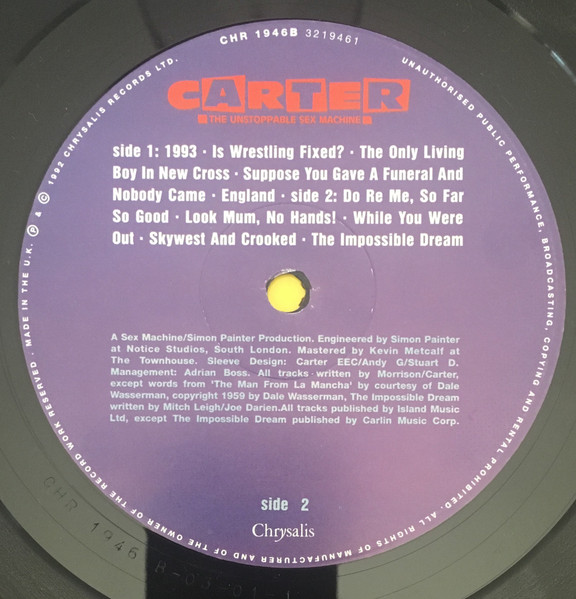 CHR 1946B 3219461
UNAUTHORISED PUBLIC PERFORMANCE, BROADCASTING, COPYING AND RENTAL PROHIBITED. ALL RIGHTS OF MANUFACTURER AND OF THE OWNER OF THE RECORD WORK RESERVED · MADE IN THE U.K. ℗ & © 1992 CHRYSALIS RECORDS LTD.
CARTER
THE UNSTOPPABLE SEX MACHINE
side 1: 1993 · Is Wrestling Fixed? · The Only Living
Boy In New Cross · Suppose You Gave A Funeral And
Nobody Came · England · side 2: Do Re Me, So Far
So Good · Look Mum, No Hands! · While You Were
Out · Skywest And Crooked · The Impossible Dream
A Sex Machine/Simon Painter Production. Engineered by Simon Painter
at Notice Studios, South London. Mastered by Kevin Metcalf at
The Townhouse. Sleeve Design: Carter EEC/Andy G/Stuart D.
Management: Adrian Boss. All tracks written by Morrison/Carter,
except words from 'The Man From La Mancha' by courtesy of Dale
Wasserman, copyright 1959 by Dale Wasserman, The Impossible Dream
written by Mitch Leigh/Joe Darien.All tracks published by Island Music
Ltd, except The Impossible Dream published by Carlin Music Corp.
side 2
Chrysalis
CHR 1946